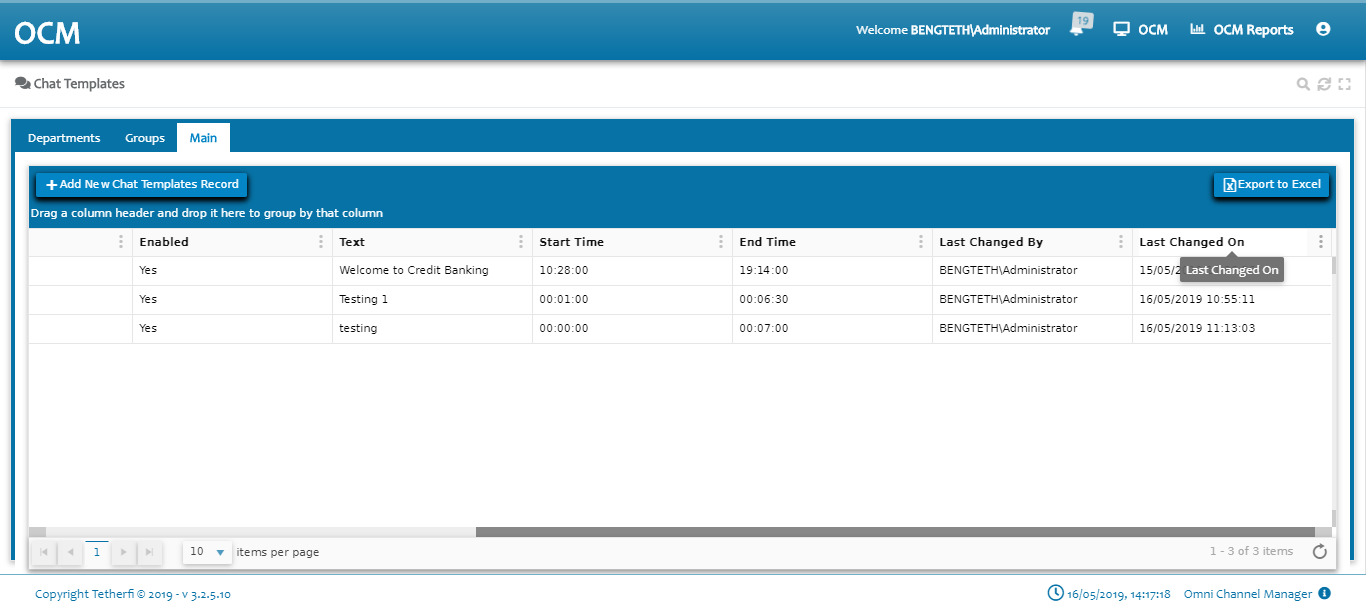 OCM
Welcome BENGTETH\Administrator 19 OCM OCM Reports
Chat Templates
Departments Groups Main
Add New Chat Templates Record Export to Excel
Drag a column header and drop it here to group by that column
Enabled Text Start Time End Time Last Changed By Last Changed On
Yes Welcome to Credit Banking 10:28:00 19:14:00 BENGTETH\Administrator 15/05/2
Last Changed On
Yes Testing 1 00:01:00 00:06:30 BENGTETH\Administrator 16/05/2019 10:55:11
Yes testing 00:00:00 00:07:00 BENGTETH\Administrator 16/05/2019 11:13:03
1 10 items per page 1 - 3 of 3 items
Copyright Tetherfi © 2019 - v 3.2.5.10 16/05/2019, 14:17:18 Omni Channel Manager